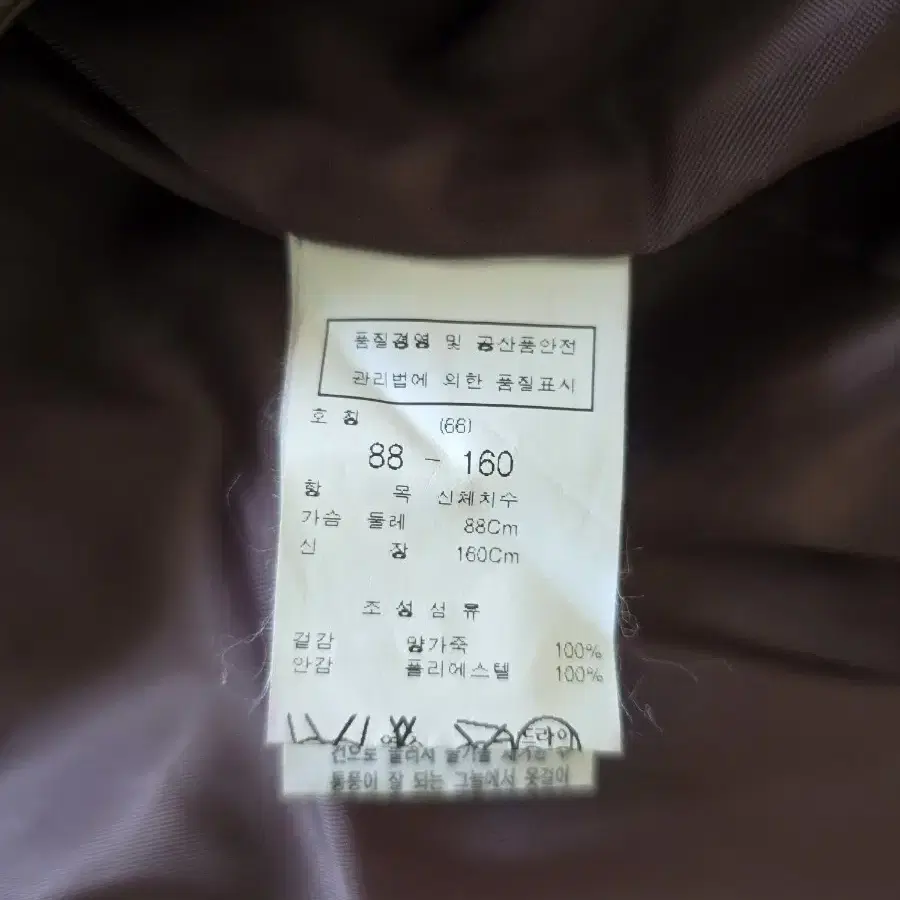 품질경영 및 공산품안전
관리법에 의한 품질표시
호 칭 (66)
88 - 160
항 목 신체치수
가슴 둘레 88Cm
신 장 160Cm
조 성 섬 유
겉감 양가죽 100%
안감 폴리에스텔 100%
드라이
통풍이 잘 되는 그늘에서 옷걸이